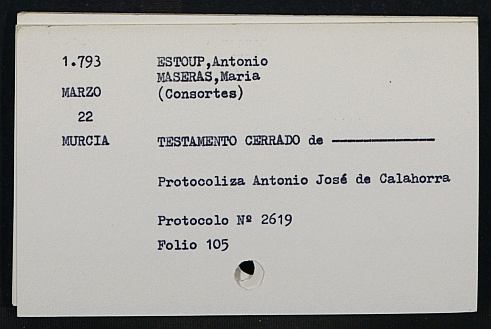 1.793 ESTOUP,Antonio
MASERAS,Maria
MARZO (Consortes)
22
MURCIA TESTAMENTO CERRADO de ————————
Protocoliza Antonio José de Calahorra
Protocolo Nº 2619
Folio 105